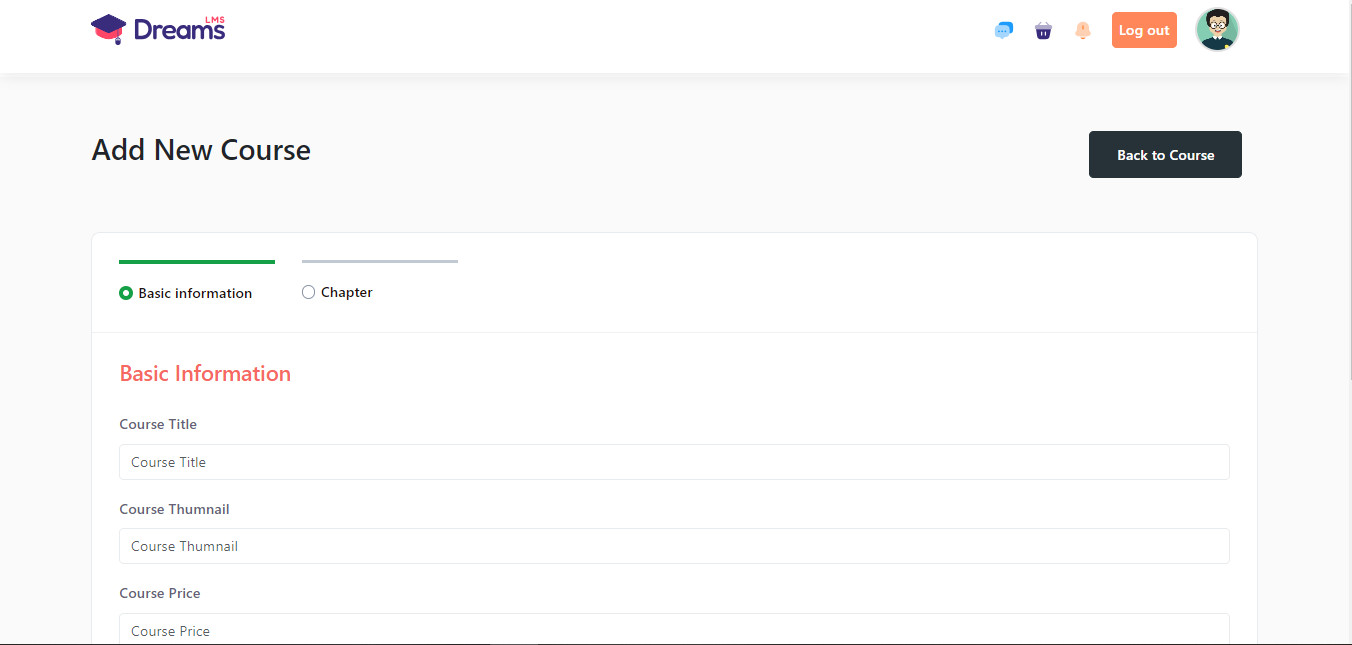 LMS
Dreams
Log out
Add New Course
Back to Course
Basic information
Chapter
Basic Information
Course Title
Course Title
Course Thumnail
Course Thumnail
Course Price
Course Price